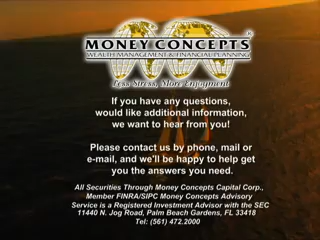 MONEY CONCEPTS®
WEALTH MANAGEMENT & FINANCIAL PLANNING
Less Stress, More Enjoyment
If you have any questions,
would like additional information,
we want to hear from you!
Please contact us by phone, mail or
e-mail, and we'll be happy to help get
you the answers you need.
All Securities Through Money Concepts Capital Corp.,
Member FINRA/SIPC Money Concepts Advisory
Service is a Registered Investment Advisor with the SEC
11440 N. Jog Road, Palm Beach Gardens, FL 33418
Tel: (561) 472.2000